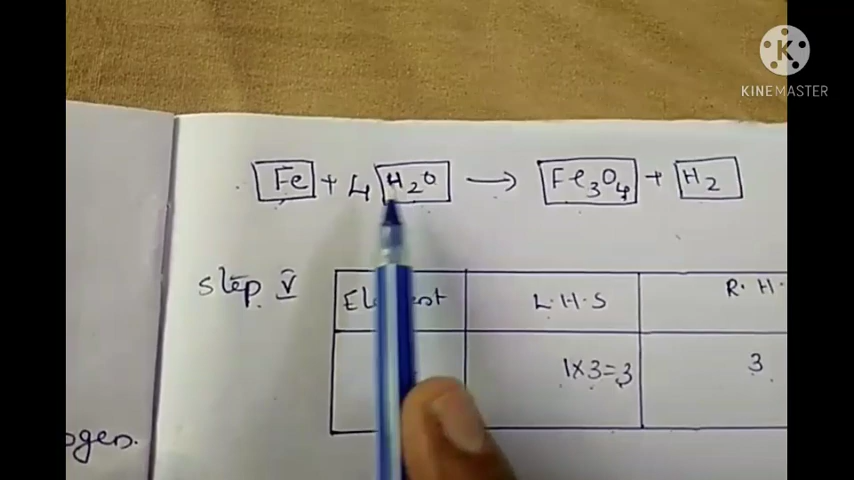 K
KINEMASTER
Fe + 4 H₂O → Fe₃O₄ + H₂
Step V
L.H.S
R.H.
1×3=3
3